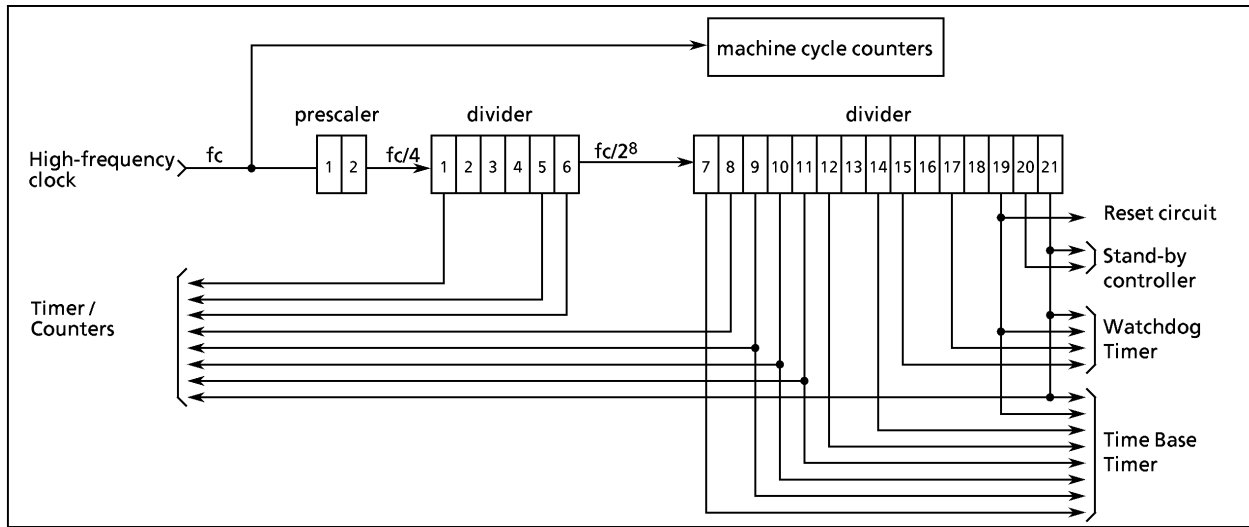 machine cycle counters
prescaler
divider
divider
High-frequency
clock
fc
1 2
fc/4
1 2 3 4 5 6
fc/2⁸
7 8 9 10 11 12 13 14 15 16 17 18 19 20 21
Reset circuit
Stand-by
controller
Timer /
Counters
Watchdog
Timer
Time Base
Timer